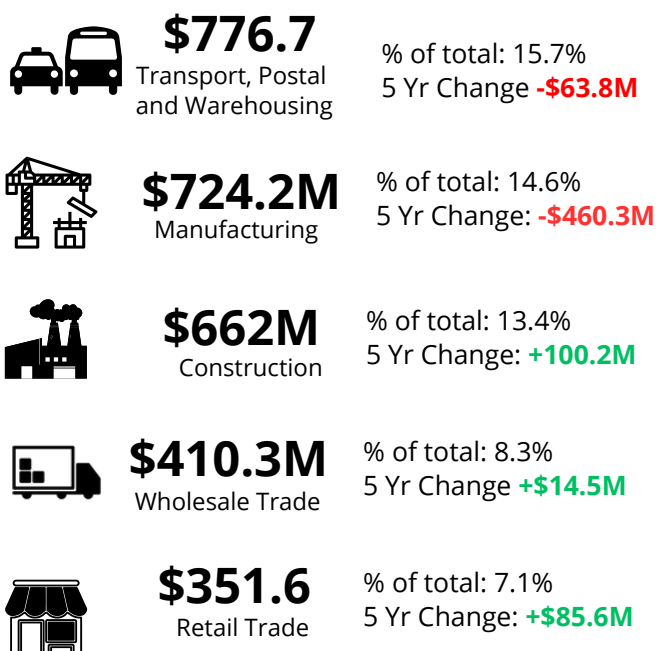 $776.7
Transport, Postal
and Warehousing
% of total: 15.7%
5 Yr Change -$63.8M
$724.2M
Manufacturing
% of total: 14.6%
5 Yr Change: -$460.3M
$662M
Construction
% of total: 13.4%
5 Yr Change: +100.2M
$410.3M
Wholesale Trade
% of total: 8.3%
5 Yr Change +$14.5M
$351.6
Retail Trade
% of total: 7.1%
5 Yr Change: +$85.6M